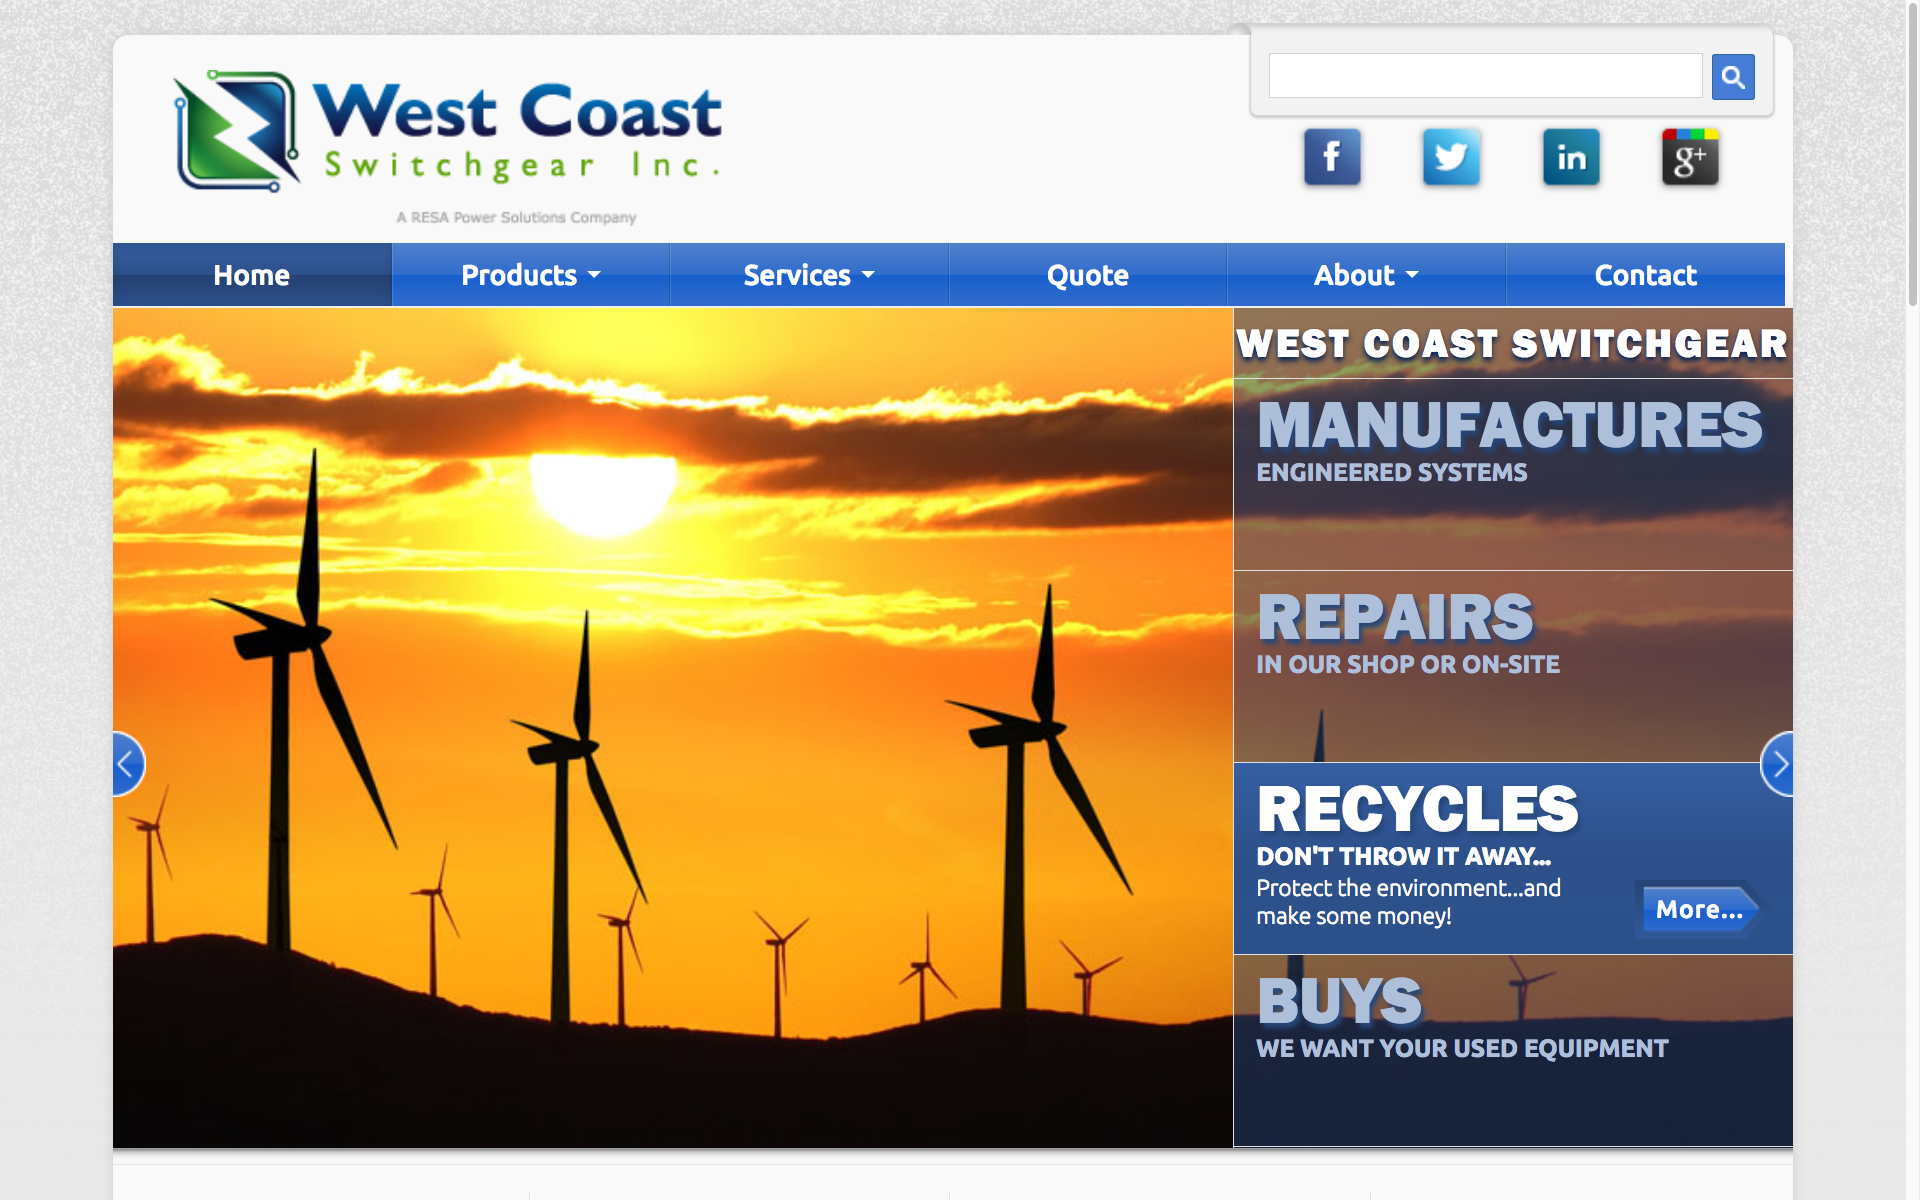 West Coast
Switchgear Inc.
A RESA Power Solutions Company
f
in
g+
Home
Products
Services
Quote
About
Contact
WEST COAST SWITCHGEAR
MANUFACTURES
ENGINEERED SYSTEMS
REPAIRS
IN OUR SHOP OR ON-SITE
RECYCLES
DON'T THROW IT AWAY...
Protect the environment...and
make some money!
More...
BUYS
WE WANT YOUR USED EQUIPMENT